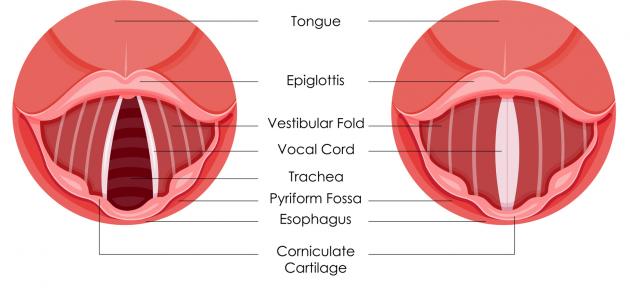 Tongue
Epiglottis
Vestibular Fold
Vocal Cord
Trachea
Pyriform Fossa
Esophagus
Corniculate
Cartilage